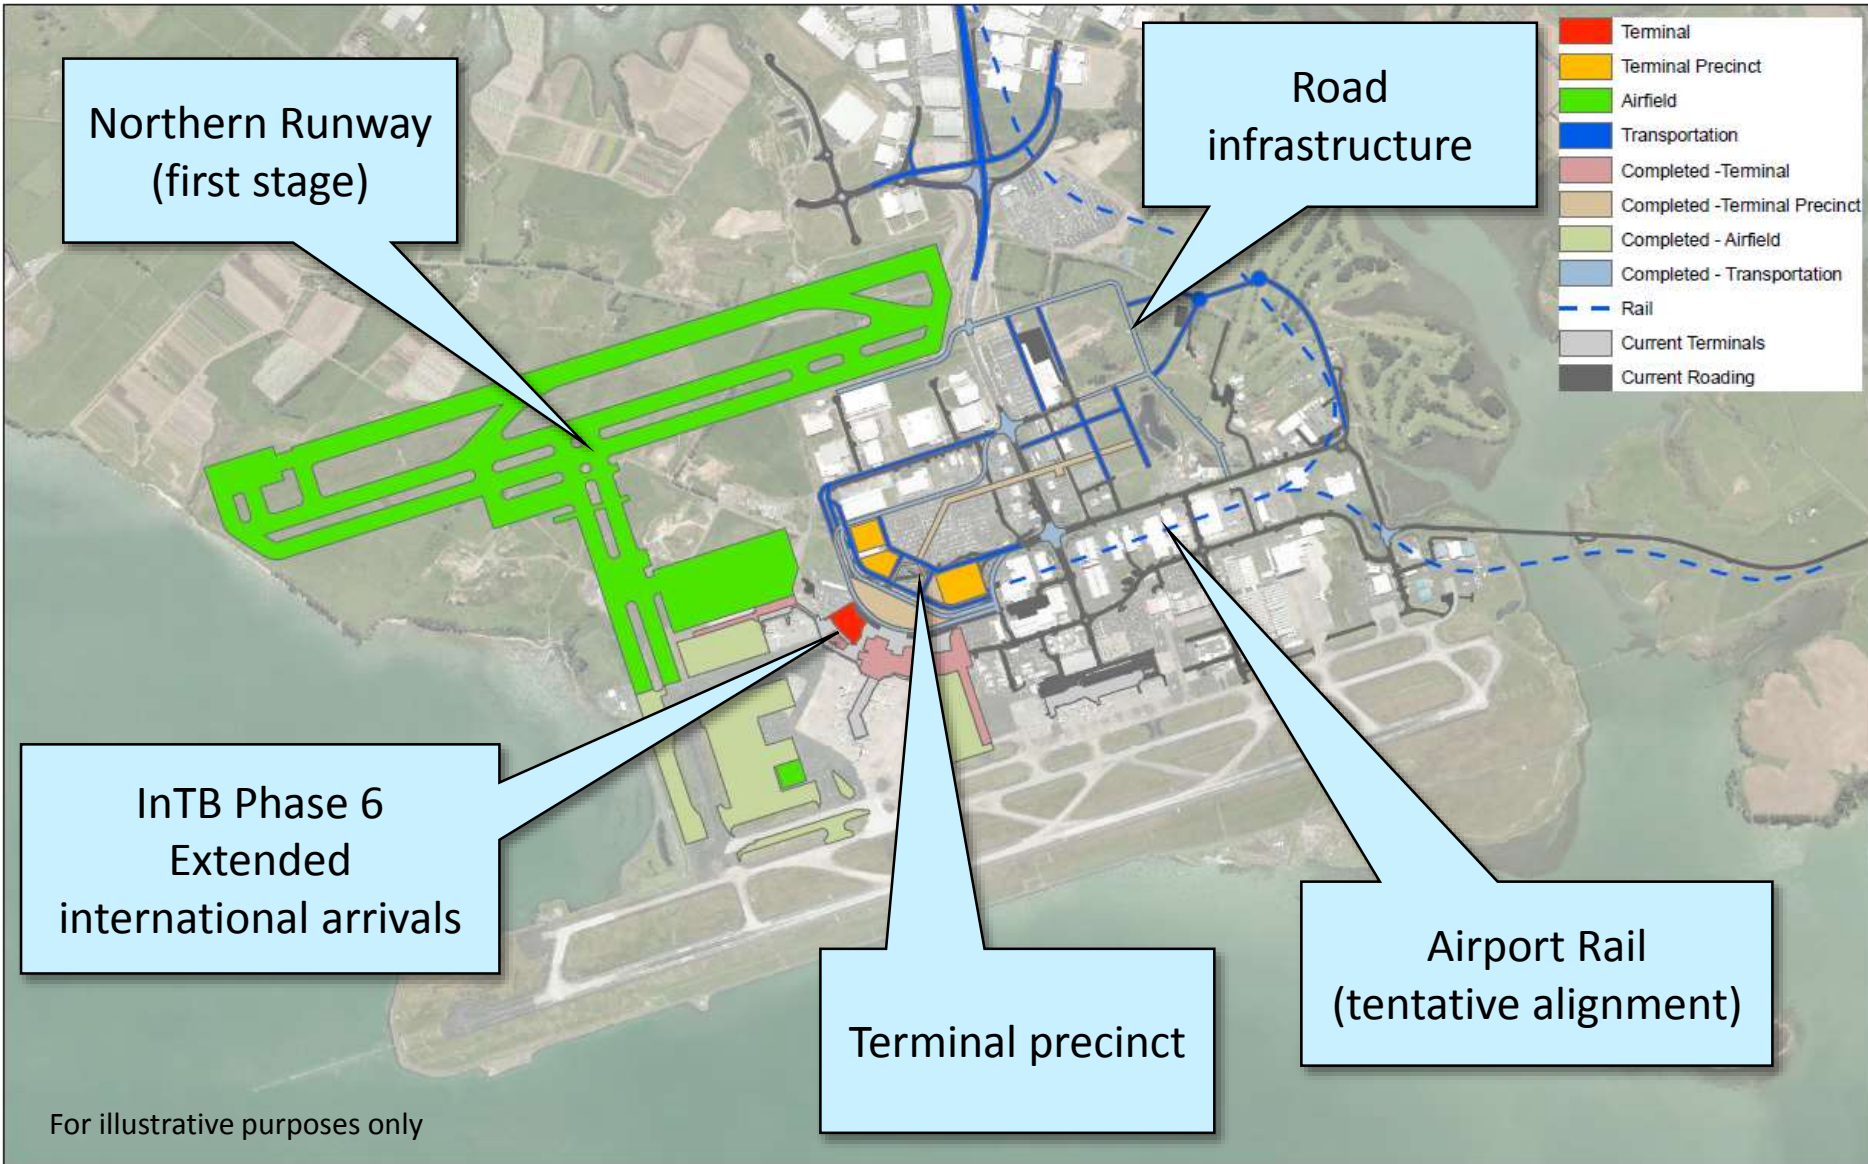 Northern Runway
(first stage)
Road
infrastructure
Terminal
Terminal Precinct
Airfield
Transportation
Completed -Terminal
Completed -Terminal Precinct
Completed - Airfield
Completed - Transportation
Rail
Current Terminals
Current Roading
InTB Phase 6
Extended
international arrivals
Terminal precinct
Airport Rail
(tentative alignment)
For illustrative purposes only